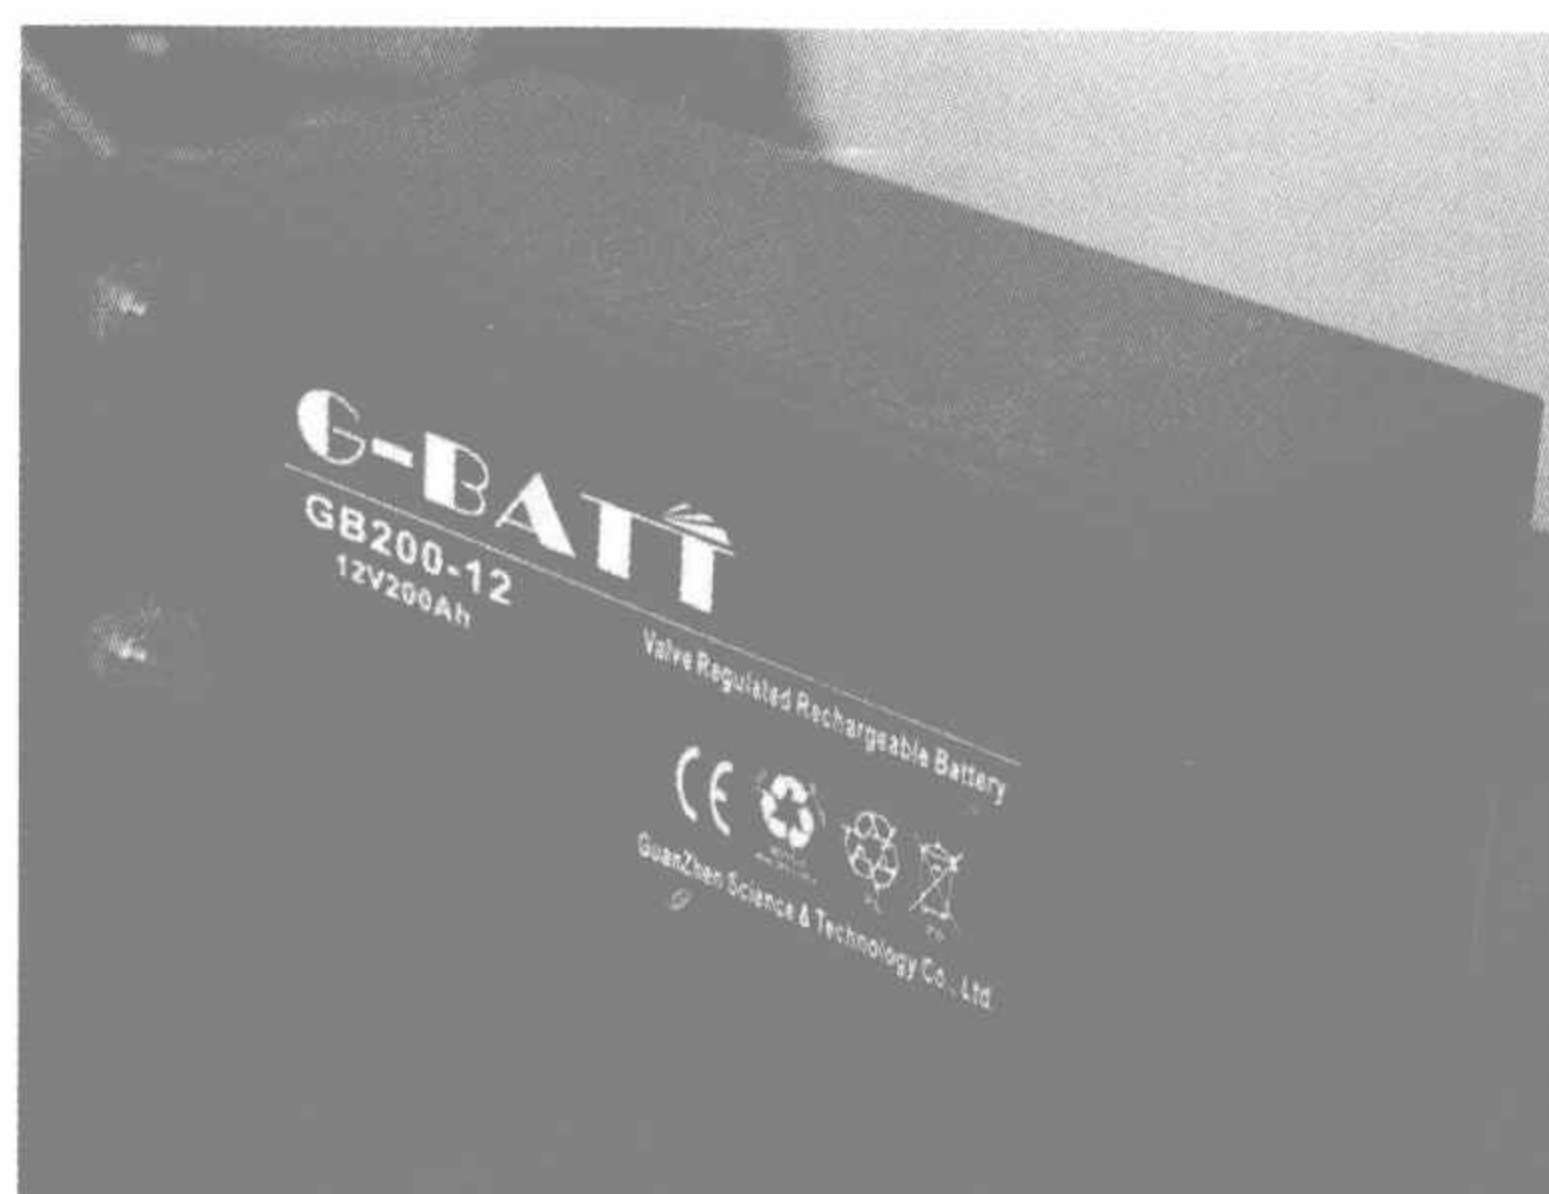 G-BATT
GB200-12
12V200Ah
Valve Regulated Rechargeable Battery
CE
GuanZhen Science & Technology Co., Ltd